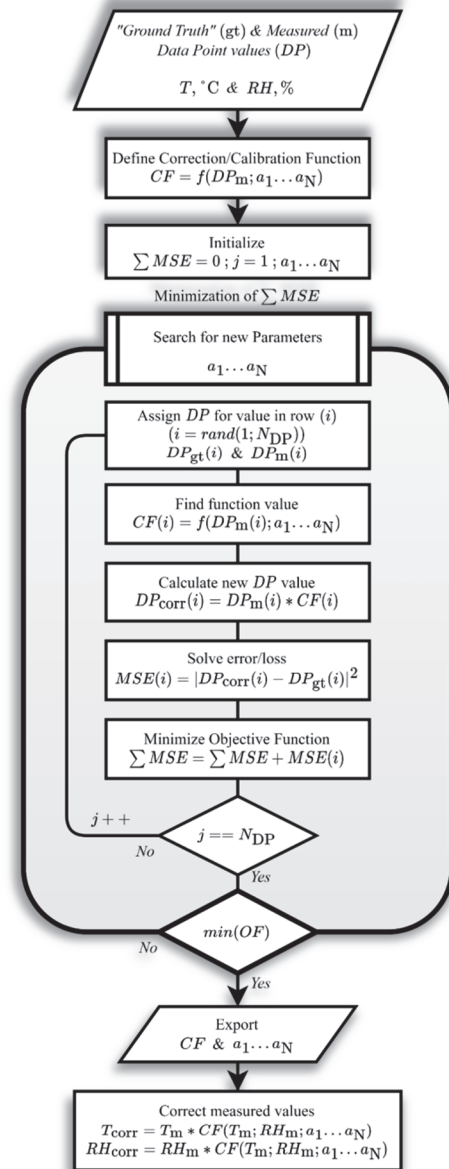 "Ground Truth" (gt) & Measured (m)
Data Point values (DP)
T, °C & RH, %
Define Correction/Calibration Function
CF = f(DPm; a1...aN)
Initialize
∑ MSE = 0 ; j = 1 ; a1...aN
Minimization of ∑ MSE
Search for new Parameters
a1...aN
Assign DP for value in row (i)
(i = rand(1; NDP))
DPgt(i) & DPm(i)
Find function value
CF(i) = f(DPm(i); a1...aN)
Calculate new DP value
DPcorr(i) = DPm(i) * CF(i)
Solve error/loss
MSE(i) = |DPcorr(i) − DPgt(i)|²
Minimize Objective Function
∑ MSE = ∑ MSE + MSE(i)
j + +
j == NDP
No
Yes
min(OF)
No
Yes
Export
CF & a1...aN
Correct measured values
Tcorr = Tm * CF(Tm; RHm; a1...aN)
RHcorr = RHm * CF(Tm; RHm; a1...aN)